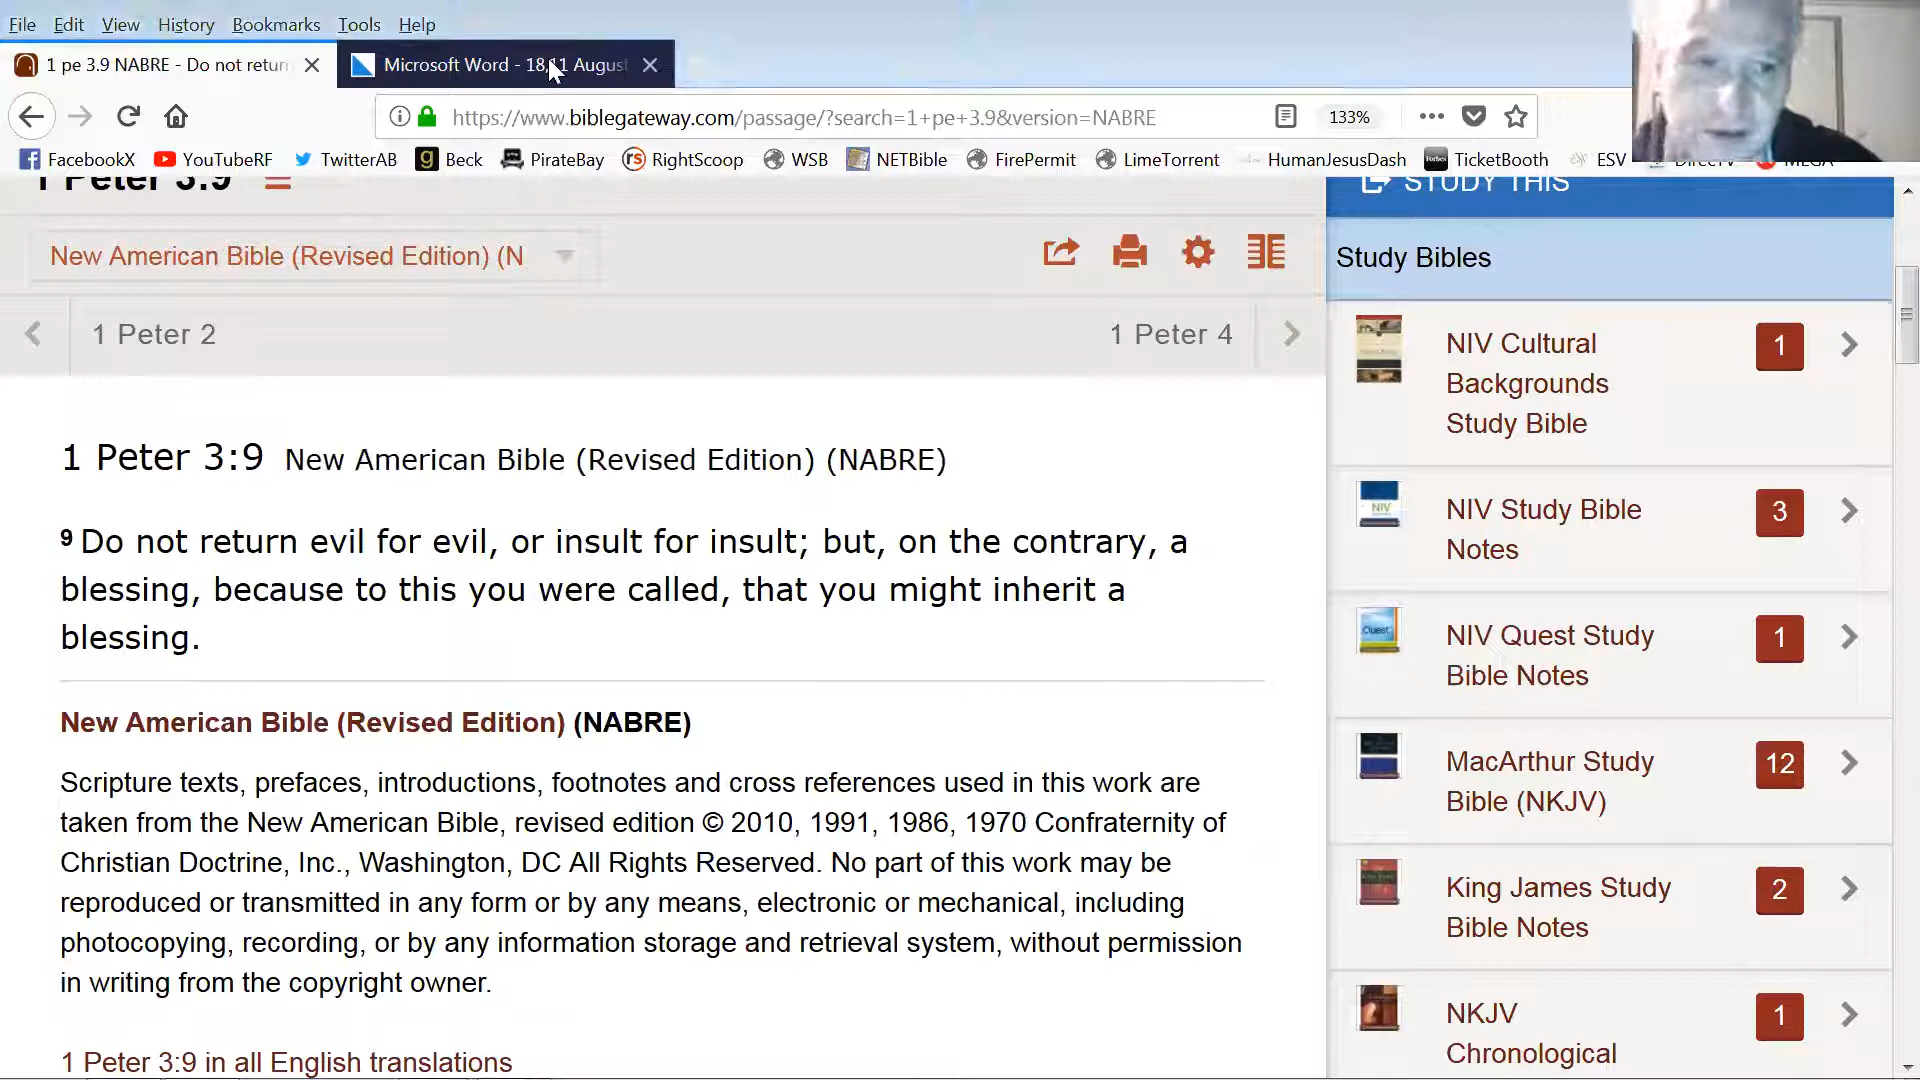 File Edit View History Bookmarks Tools Help
1 pe 3.9 NABRE - Do not return
Microsoft Word - 18,11 August
https://www.biblegateway.com/passage/?search=1+pe+3.9&version=NABRE
133%
FacebookX YouTubeRF TwitterAB Beck PirateBay RightScoop WSB NETBible FirePermit LimeTorrent HumanJesusDash TicketBooth ESV DirecTV MEGA
1 Peter 3:9
STUDY THIS
New American Bible (Revised Edition) (N
Study Bibles
1 Peter 2
1 Peter 4
NIV Cultural
Backgrounds
Study Bible
1
1 Peter 3:9 New American Bible (Revised Edition) (NABRE)
9 Do not return evil for evil, or insult for insult; but, on the contrary, a
blessing, because to this you were called, that you might inherit a
blessing.
NIV Study Bible
Notes
3
NIV Quest Study
Bible Notes
1
New American Bible (Revised Edition) (NABRE)
Scripture texts, prefaces, introductions, footnotes and cross references used in this work are
taken from the New American Bible, revised edition © 2010, 1991, 1986, 1970 Confraternity of
Christian Doctrine, Inc., Washington, DC All Rights Reserved. No part of this work may be
reproduced or transmitted in any form or by any means, electronic or mechanical, including
photocopying, recording, or by any information storage and retrieval system, without permission
in writing from the copyright owner.
MacArthur Study
Bible (NKJV)
12
King James Study
Bible Notes
2
NKJV
Chronological
1
1 Peter 3:9 in all English translations